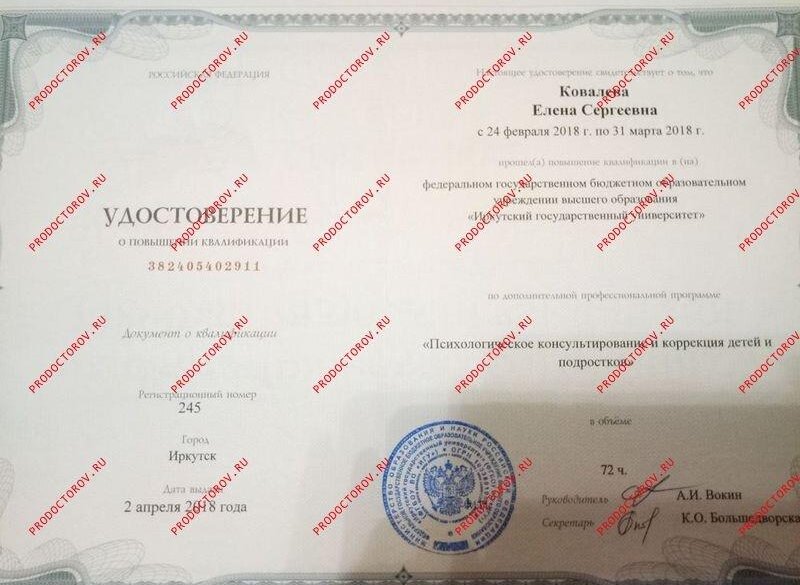 РОССИЙСКАЯ ФЕДЕРАЦИЯ
УДОСТОВЕРЕНИЕ
О ПОВЫШЕНИИ КВАЛИФИКАЦИИ
382405402911
Документ о квалификации
Регистрационный номер
245
Город
Иркутск
Дата выдачи
2 апреля 2018 года
Настоящее удостоверение свидетельствует о том, что
Ковалева
Елена Сергеевна
с 24 февраля 2018 г. по 31 марта 2018 г.
прошел(а) повышение квалификации в (на)
федеральном государственном бюджетном образовательном
учреждении высшего образования
«Иркутский государственный университет»
по дополнительной профессиональной программе
«Психологическое консультирование и коррекция детей и
подростков»
в объёме
72 ч.
Руководитель А.И. Вокин
Секретарь К.О. Большедворска
PRODOCTOROV.RU